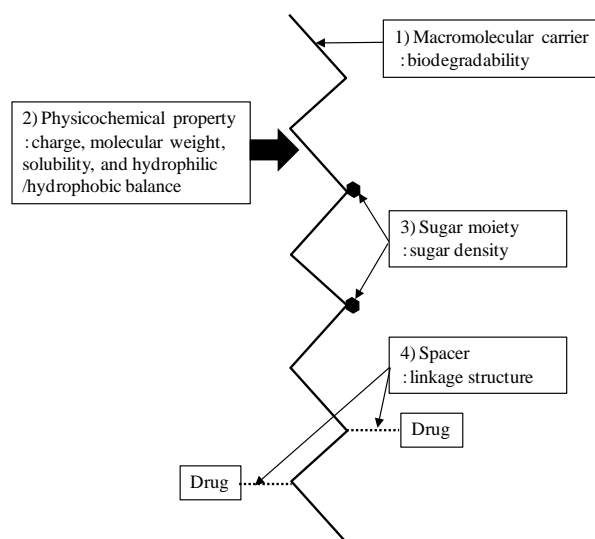 1) Macromolecular carrier
: biodegradability
2) Physicochemical property
: charge, molecular weight,
solubility, and hydrophilic
/hydrophobic balance
3) Sugar moiety
: sugar density
4) Spacer
: linkage structure
Drug
Drug